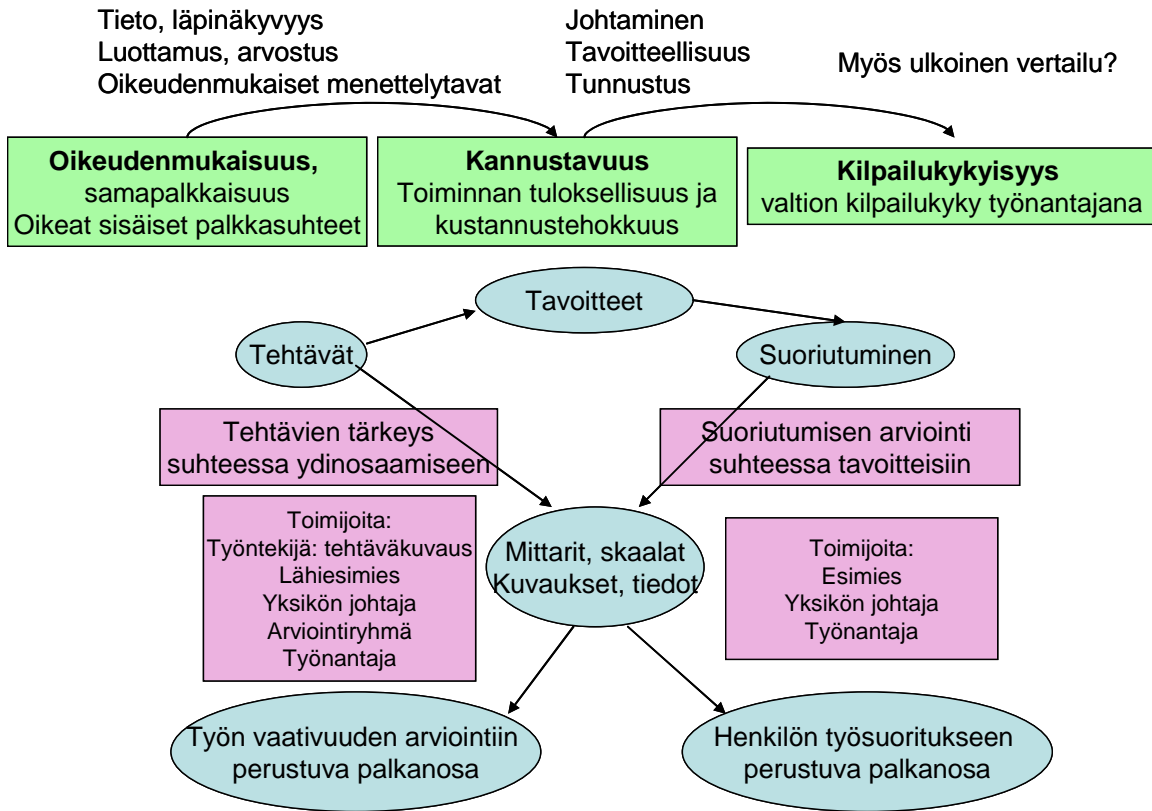 Tieto, läpinäkyvyys
Luottamus, arvostus
Oikeudenmukaiset menettelytavat
Johtaminen
Tavoitteellisuus
Tunnustus
Myös ulkoinen vertailu?
Oikeudenmukaisuus,
samapalkkaisuus
Oikeat sisäiset palkkasuhteet
Kannustavuus
Toiminnan tuloksellisuus ja
kustannustehokkuus
Kilpailukykyisyys
valtion kilpailukyky työnantajana
Tavoitteet
Tehtävät
Suoriutuminen
Tehtävien tärkeys
suhteessa ydinosaamiseen
Suoriutumisen arviointi
suhteessa tavoitteisiin
Toimijoita:
Työntekijä: tehtäväkuvaus
Lähiesimies
Yksikön johtaja
Arviointiryhmä
Työnantaja
Mittarit, skaalat
Kuvaukset, tiedot
Toimijoita:
Esimies
Yksikön johtaja
Työnantaja
Työn vaativuuden arviointiin
perustuva palkanosa
Henkilön työsuoritukseen
perustuva palkanosa